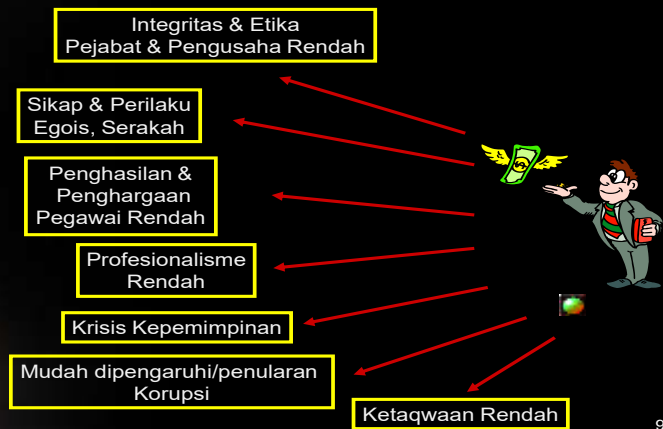 Integritas & Etika
Pejabat & Pengusaha Rendah
Sikap & Perilaku
Egois, Serakah
Penghasilan &
Penghargaan
Pegawai Rendah
Profesionalisme
Rendah
Krisis Kepemimpinan
Mudah dipengaruhi/penularan
Korupsi
Ketaqwaan Rendah